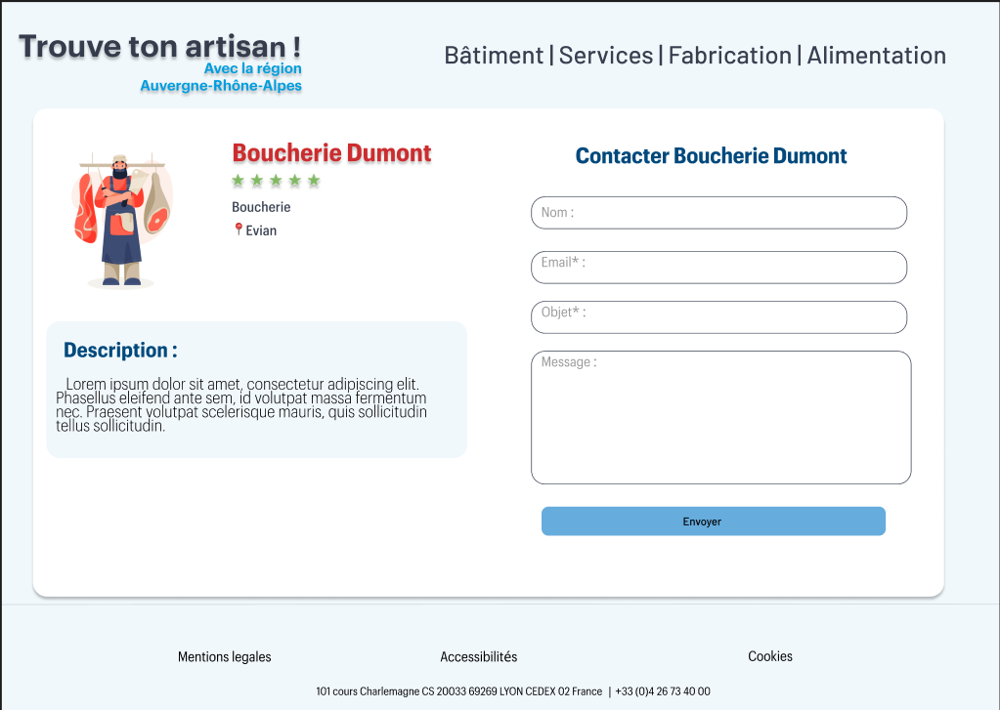 Trouve ton artisan !
Avec la région
Auvergne-Rhône-Alpes
Bâtiment | Services | Fabrication | Alimentation
Boucherie Dumont
Boucherie
Evian
Description :
Lorem ipsum dolor sit amet, consectetur adipiscing elit.
Phasellus eleifend ante sem, id volutpat massa fermentum
nec. Praesent volutpat scelerisque mauris, quis sollicitudin
tellus sollicitudin.
Contacter Boucherie Dumont
Nom :
Email* :
Objet* :
Message :
Envoyer
Mentions legales
Accessibilités
Cookies
101 cours Charlemagne CS 20033 69269 LYON CEDEX 02 France | +33 (0)4 26 73 40 00